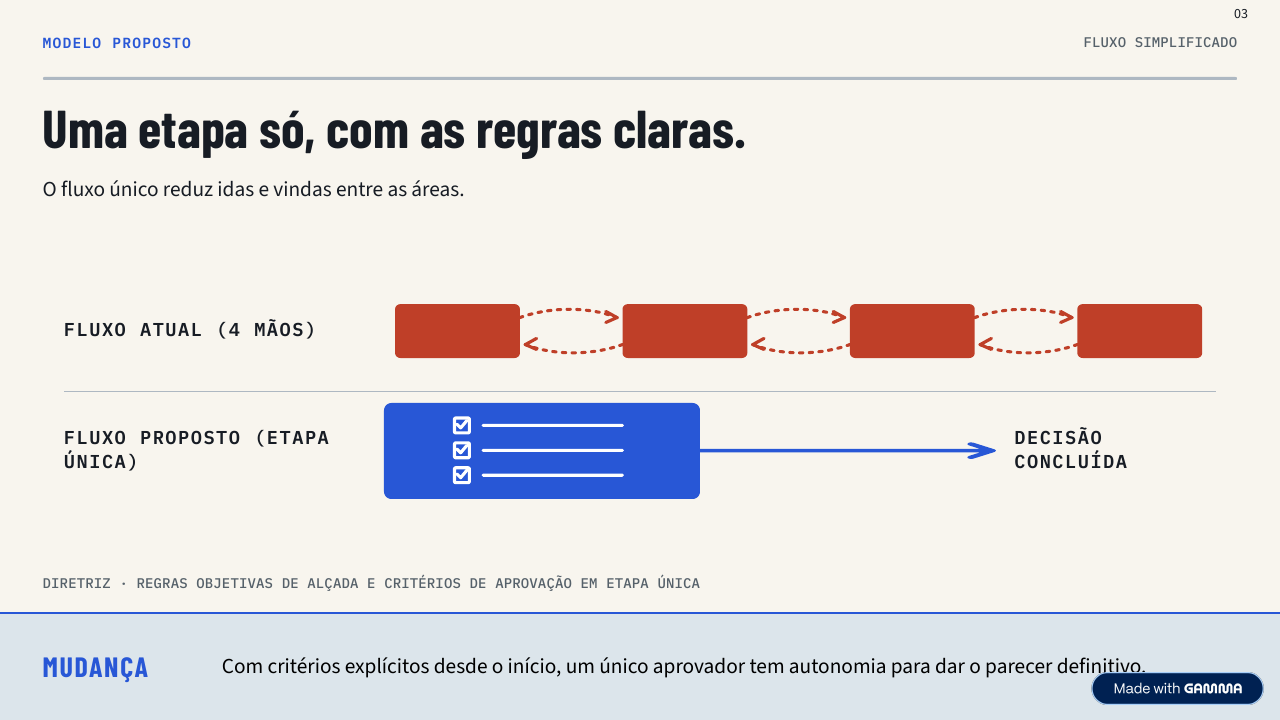 03
MODELO PROPOSTO
FLUXO SIMPLIFICADO
Uma etapa só, com as regras claras.
O fluxo único reduz idas e vindas entre as áreas.
FLUXO ATUAL (4 MÃOS)
FLUXO PROPOSTO (ETAPA
ÚNICA)
DECISÃO
CONCLUÍDA
DIRETRIZ · REGRAS OBJETIVAS DE ALÇADA E CRITÉRIOS DE APROVAÇÃO EM ETAPA ÚNICA
MUDANÇA
Com critérios explícitos desde o início, um único aprovador tem autonomia para dar o parecer definitivo.
Made with GAMMA